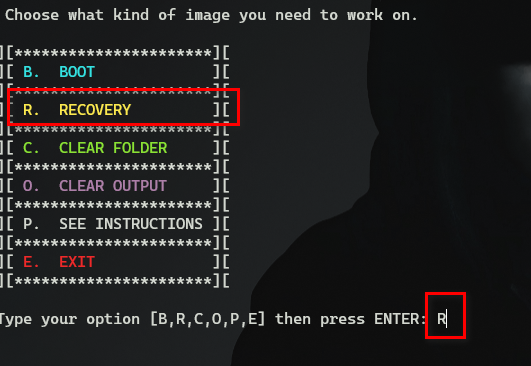 Choose what kind of image you need to work on.
][**********************][
][ B.  BOOT             ][
][**********************][
][ R.  RECOVERY         ][
][**********************][
][ C.  CLEAR FOLDER     ][
][**********************][
][ O.  CLEAR OUTPUT     ][
][**********************][
][ P.  SEE INSTRUCTIONS ][
][**********************][
][ E.  EXIT             ][
][**********************][
Type your option [B,R,C,O,P,E] then press ENTER: R